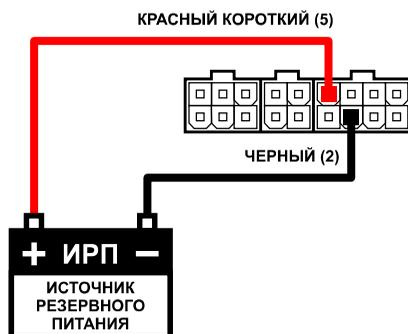 КРАСНЫЙ КОРОТКИЙ (5)
ЧЕРНЫЙ (2)
+ ИРП −
ИСТОЧНИК
РЕЗЕРВНОГО
ПИТАНИЯ